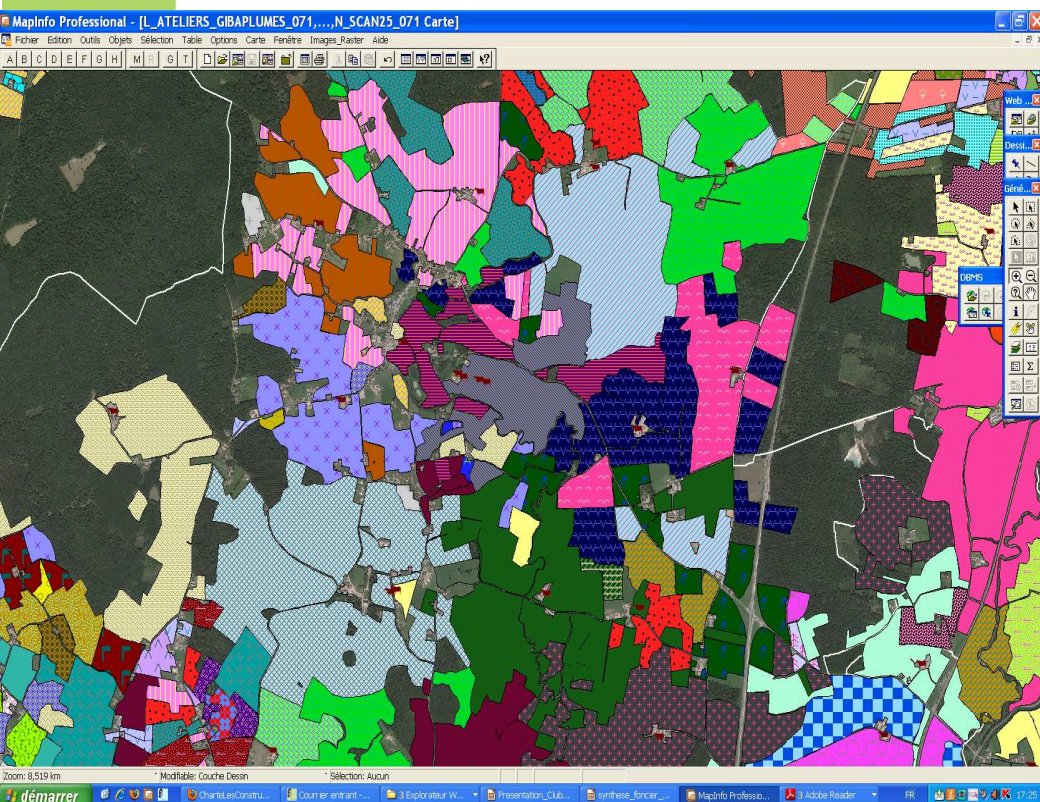 MapInfo Professional - [L_ATELIERS_GIBAPLUMES_071,...,N_SCAN25_071 Carte]
Fichier Edition Outils Objets Sélection Table Options Carte Fenêtre Images_Raster Aide
A B C D E F G H M R G T
Web ...
Dessi...
Géné...
DBMS
Zoom: 8,519 km Modifiable: Couche Dessin Sélection: Aucun
démarrer CharteLesConstru... Courrier entrant -... 3 Explorateur W... Presentation_Club... synthese_foncier_... MapInfo Professio... 3 Adobe Reader FR 17:25